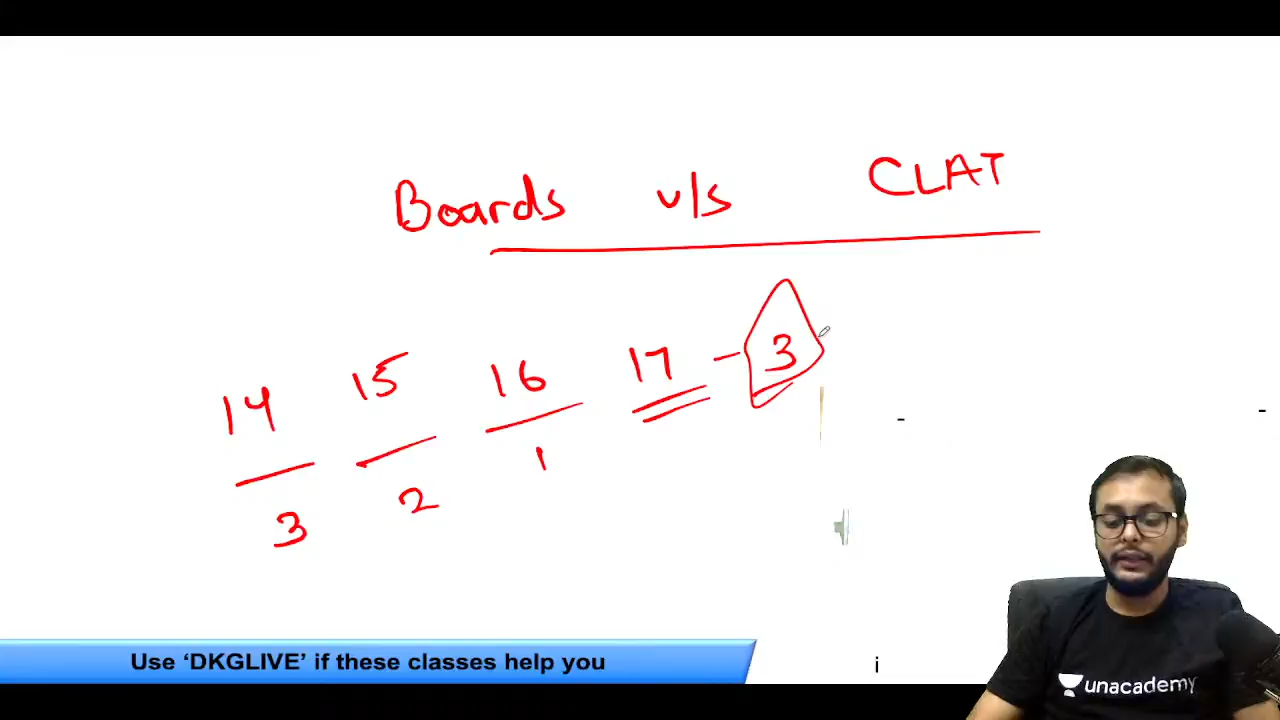 Boards v/s CLAT
14 15 16 17 - 3
3 2 1
-
-
Use ‘DKGLIVE’ if these classes help you
i
unacademy